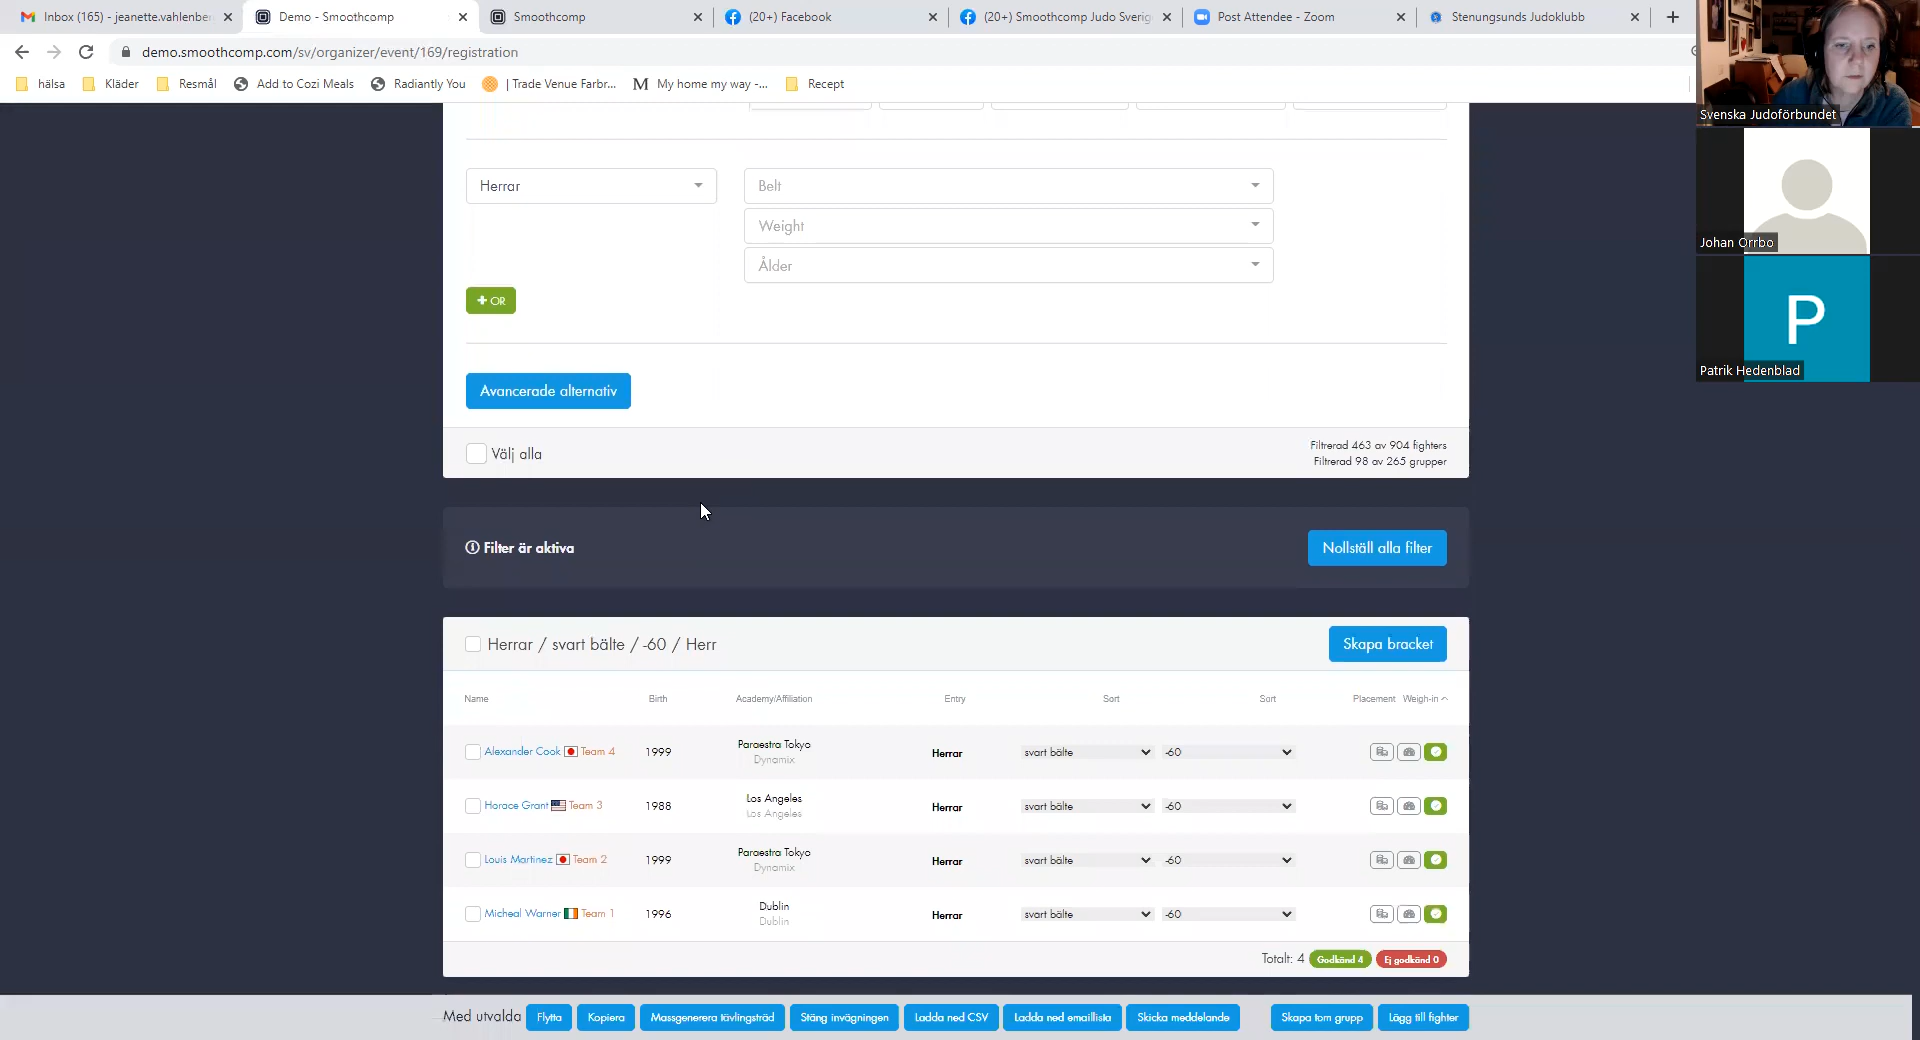 Inbox (165) - jeanette.vahlenber
Demo - Smoothcomp
Smoothcomp
(20+) Facebook
(20+) Smoothcomp Judo Sverig
Post Attendee - Zoom
Stenungsunds Judoklubb
demo.smoothcomp.com/sv/organizer/event/169/registration
hälsa
Kläder
Resmål
Add to Cozi Meals
Radiantly You
| Trade Venue Farbr...
My home my way -...
Recept
Svenska Judoförbundet
Johan Orrbo
P
Patrik Hedenblad
Herrar
Belt
Weight
Ålder
+ OR
Avancerade alternativ
Välj alla
Filtrerad 463 av 904 fighters
Filtrerad 98 av 265 grupper
Filter är aktiva
Nollställ alla filter
Herrar / svart bälte / -60 / Herr
Skapa bracket
Name Birth Academy/Affiliation Entry Sort Sort Placement Weigh-in
Alexander Cook Team 4 1999 Paraestra Tokyo Herrar svart bälte -60
Dynamix
Horace Grant Team 3 1988 Los Angeles Herrar svart bälte -60
Los Angeles
Louis Martinez Team 2 1999 Paraestra Tokyo Herrar svart bälte -60
Dynamix
Micheal Warner Team 1 1996 Dublin Herrar svart bälte -60
Dublin
Totalt: 4 Godkänd 4 Ej godkänd 0
Med utvalda Flytta Kopiera Massgenerera tävlingsträd Stäng invägningen Ladda ned CSV Ladda ned emaillista Skicka meddelande Skapa tom grupp Lägg till fighter